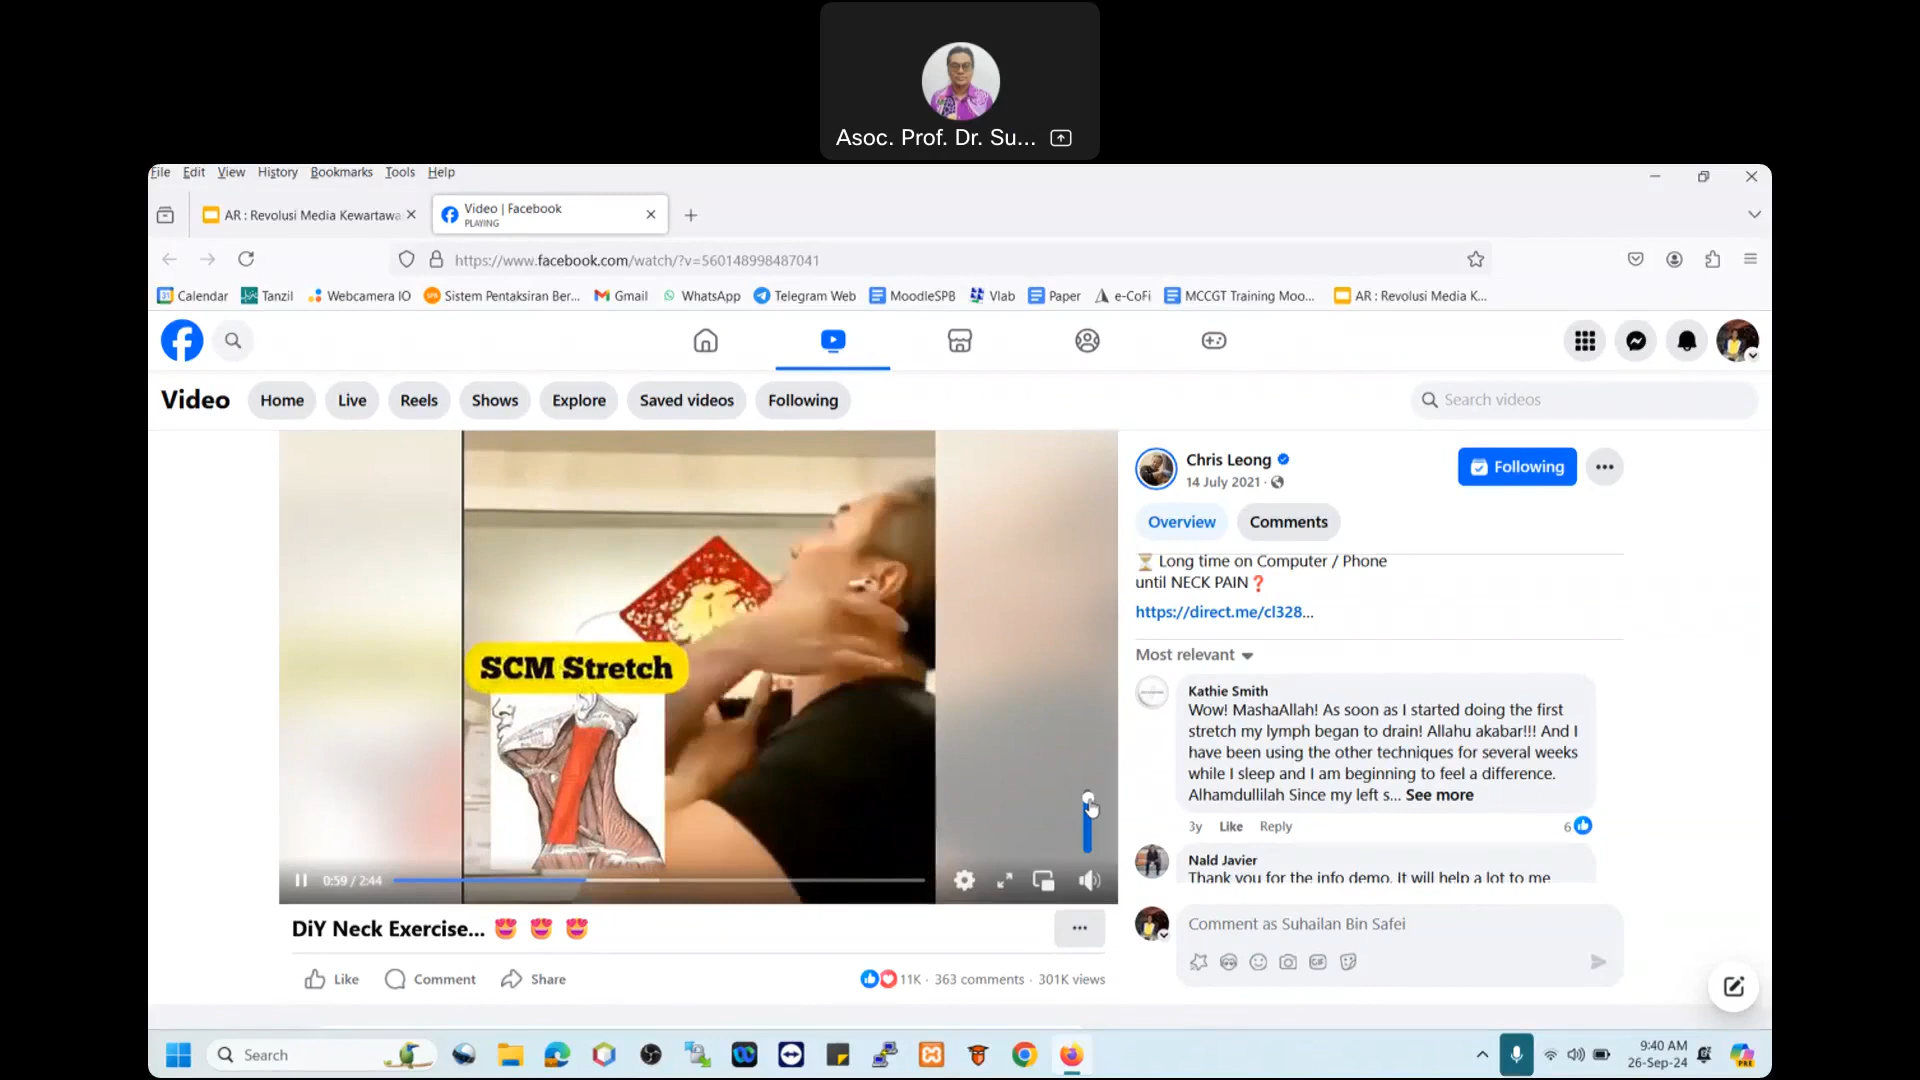 Asoc. Prof. Dr. Su...
File Edit View History Bookmarks Tools Help
AR : Revolusi Media Kewartawa
Video | Facebook
PLAYING
https://www.facebook.com/watch/?v=560148998487041
Calendar Tanzil Webcamera IO Sistem Pentaksiran Ber... Gmail WhatsApp Telegram Web MoodleSPB Vlab Paper e-CoFi MCCGT Training Moo... AR : Revolusi Media K...
Video Home Live Reels Shows Explore Saved videos Following Search videos
SCM Stretch
0:59 / 2:44
DiY Neck Exercise... 😍 😍 😍
Like Comment Share 11K · 363 comments · 301K views
Chris Leong
14 July 2021 ·
Following
Overview Comments
⏳ Long time on Computer / Phone
until NECK PAIN❓
https://direct.me/cl328...
Most relevant
Kathie Smith
Wow! MashaAllah! As soon as I started doing the first
stretch my lymph began to drain! Allahu akabar!!! And I
have been using the other techniques for several weeks
while I sleep and I am beginning to feel a difference.
Alhamdullilah Since my left s... See more
3y Like Reply 6
Nald Javier
Thank you for the info demo. It will help a lot to me
Comment as Suhailan Bin Safei
GIF
Search
9:40 AM
26-Sep-24
PRE